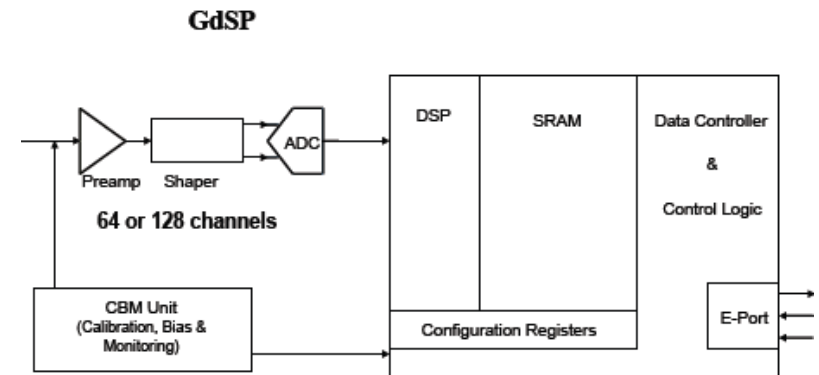 GdSP
DSP
SRAM
Data Controller
&
Control Logic
ADC
Preamp
Shaper
64 or 128 channels
CBM Unit
(Calibration, Bias &
Monitoring)
Configuration Registers
E-Port